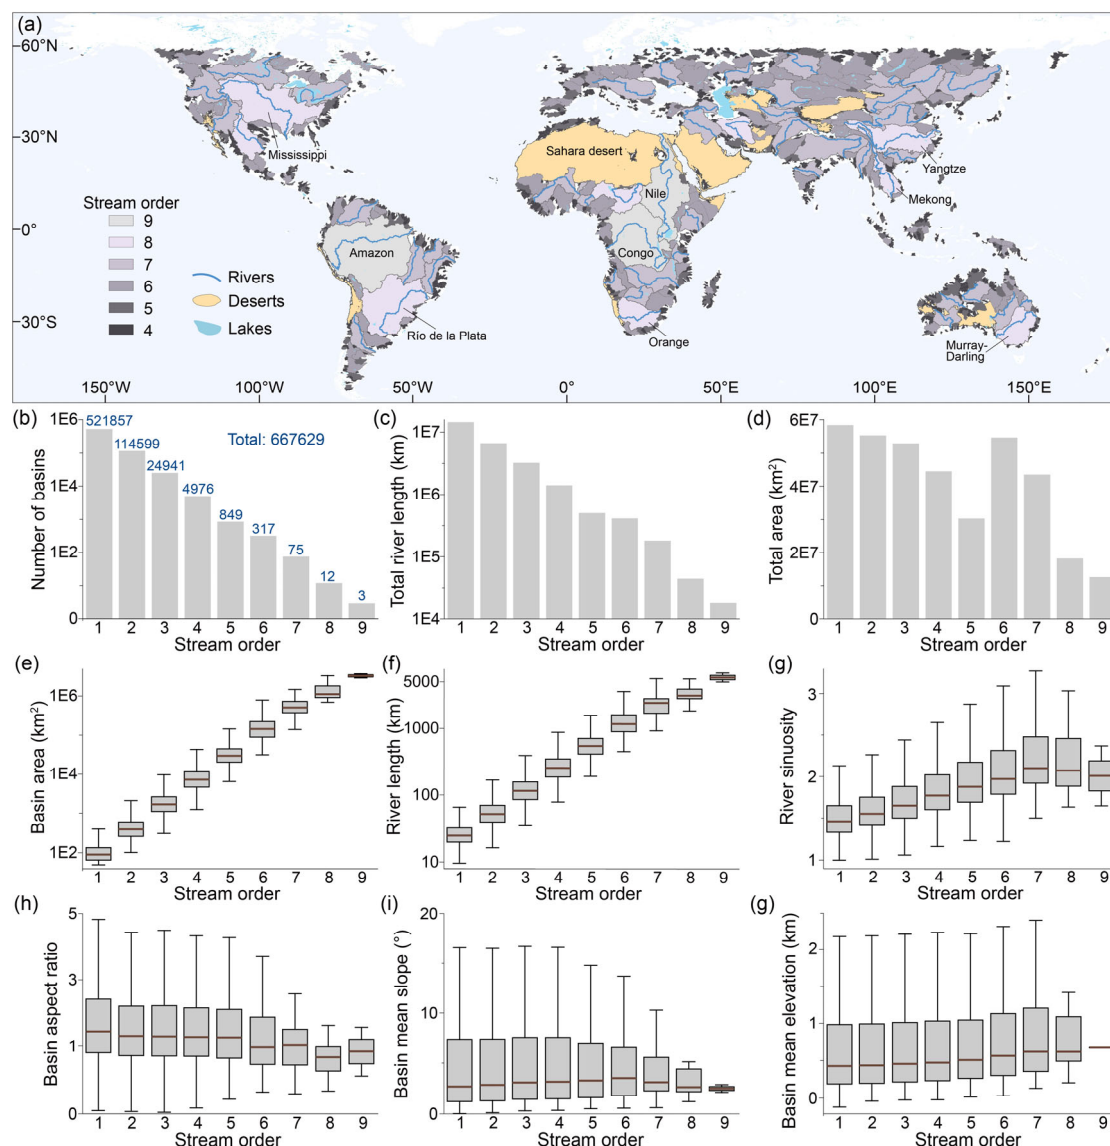 (a)
60°N
30°N
0°
30°S
Mississippi
Sahara desert
Nile
Yangtze
Mekong
Amazon
Congo
Río de la Plata
Orange
Murray-
Darling
Stream order
9
8
7
6
5
4
Rivers
Deserts
Lakes
150°W
100°W
50°W
0°
50°E
100°E
150°E
(b)
1E6
1E4
1E2
0
Number of basins
521857
114599
24941
4976
849
317
75
12
3
Total: 667629
1 2 3 4 5 6 7 8 9
Stream order
(c)
1E7
1E6
1E5
1E4
Total river length (km)
1 2 3 4 5 6 7 8 9
Stream order
(d)
6E7
4E7
2E7
0
Total area (km²)
1 2 3 4 5 6 7 8 9
Stream order
(e)
1E6
1E4
1E2
Basin area (km²)
1 2 3 4 5 6 7 8 9
Stream order
(f)
5000
1000
100
10
River length (km)
1 2 3 4 5 6 7 8 9
Stream order
(g)
3
2
1
River sinuosity
1 2 3 4 5 6 7 8 9
Stream order
(h)
5
2
1
0
Basin aspect ratio
1 2 3 4 5 6 7 8 9
Stream order
(i)
20
10
5
0
Basin mean slope (°)
1 2 3 4 5 6 7 8 9
Stream order
(g)
2
1
0
Basin mean elevation (km)
1 2 3 4 5 6 7 8 9
Stream order